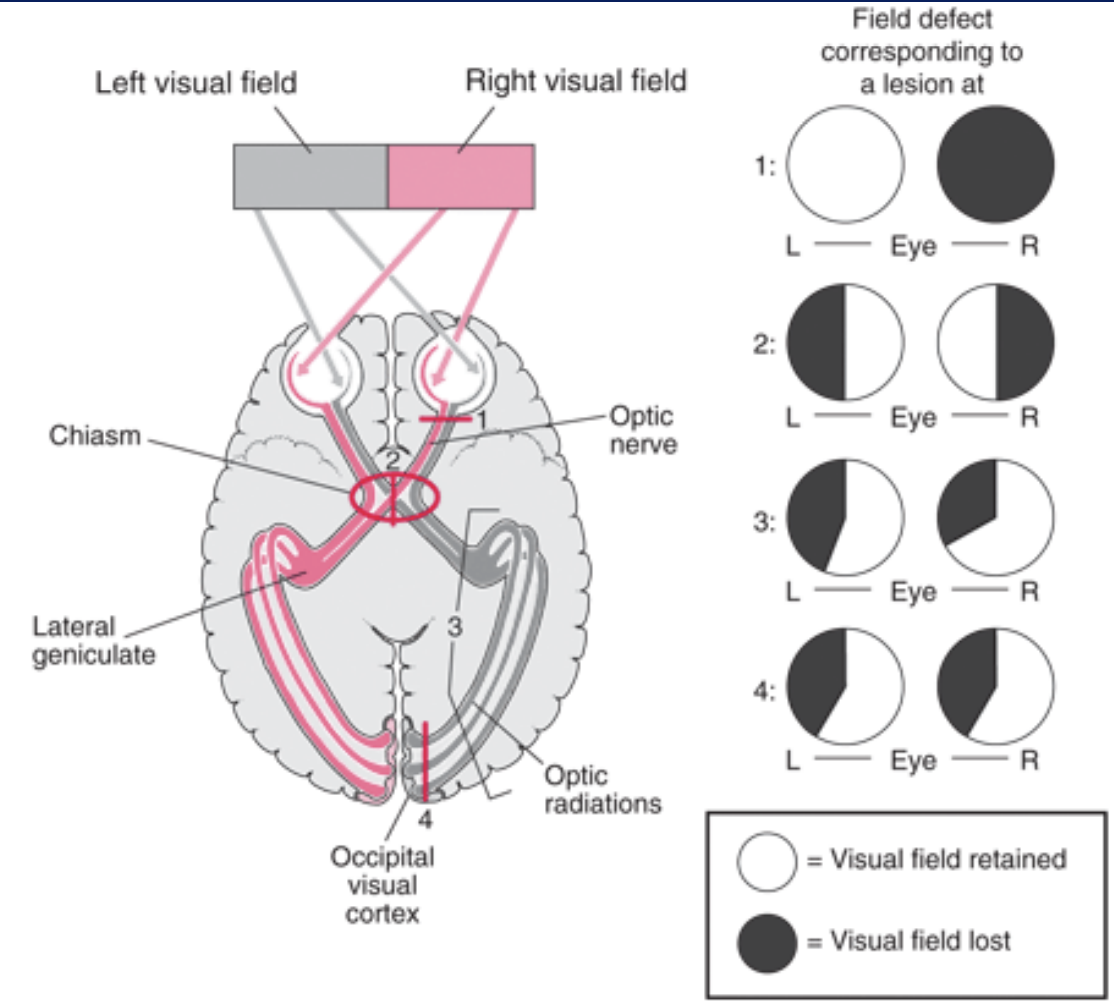 Field defect
corresponding to
a lesion at
Left visual field
Right visual field
1:
L — Eye — R
2:
L — Eye — R
3:
L — Eye — R
4:
L — Eye — R
1
Optic
nerve
Chiasm
2
Lateral
geniculate
3
Optic
radiations
4
Occipital
visual
cortex
= Visual field retained
= Visual field lost